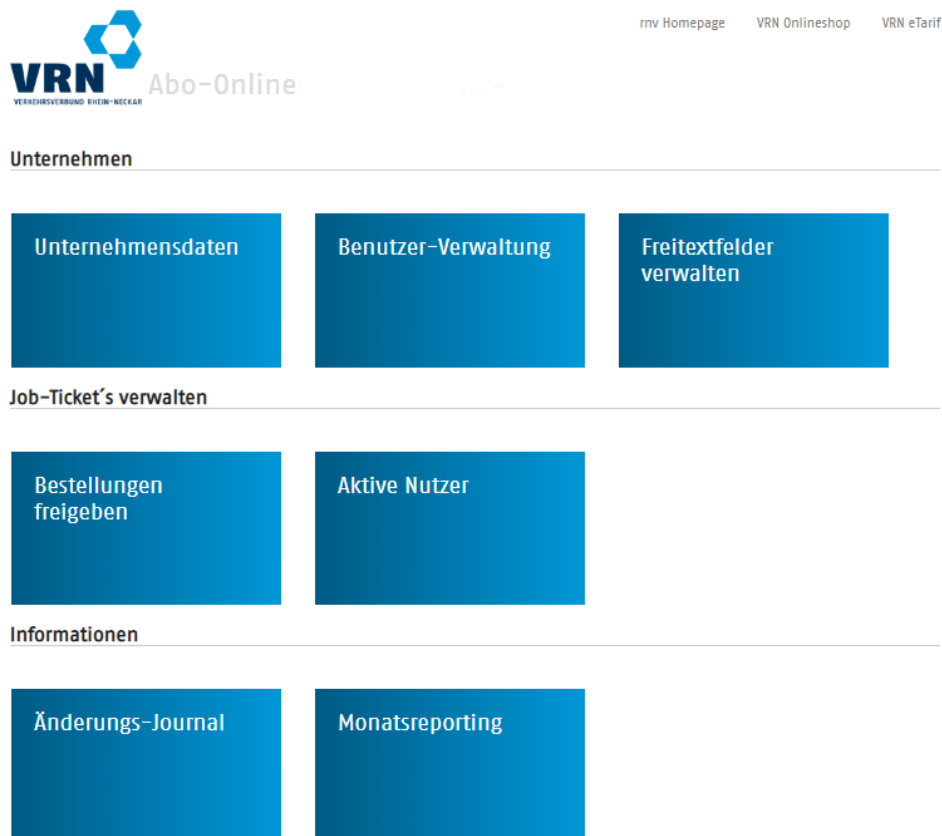 rnv Homepage VRN Onlineshop VRN eTarif
VRN
VERKEHRSVERBUND RHEIN-NECKAR
Abo-Online
Unternehmen
Unternehmensdaten
Benutzer-Verwaltung
Freitextfelder
verwalten
Job-Ticket´s verwalten
Bestellungen
freigeben
Aktive Nutzer
Informationen
Änderungs-Journal
Monatsreporting